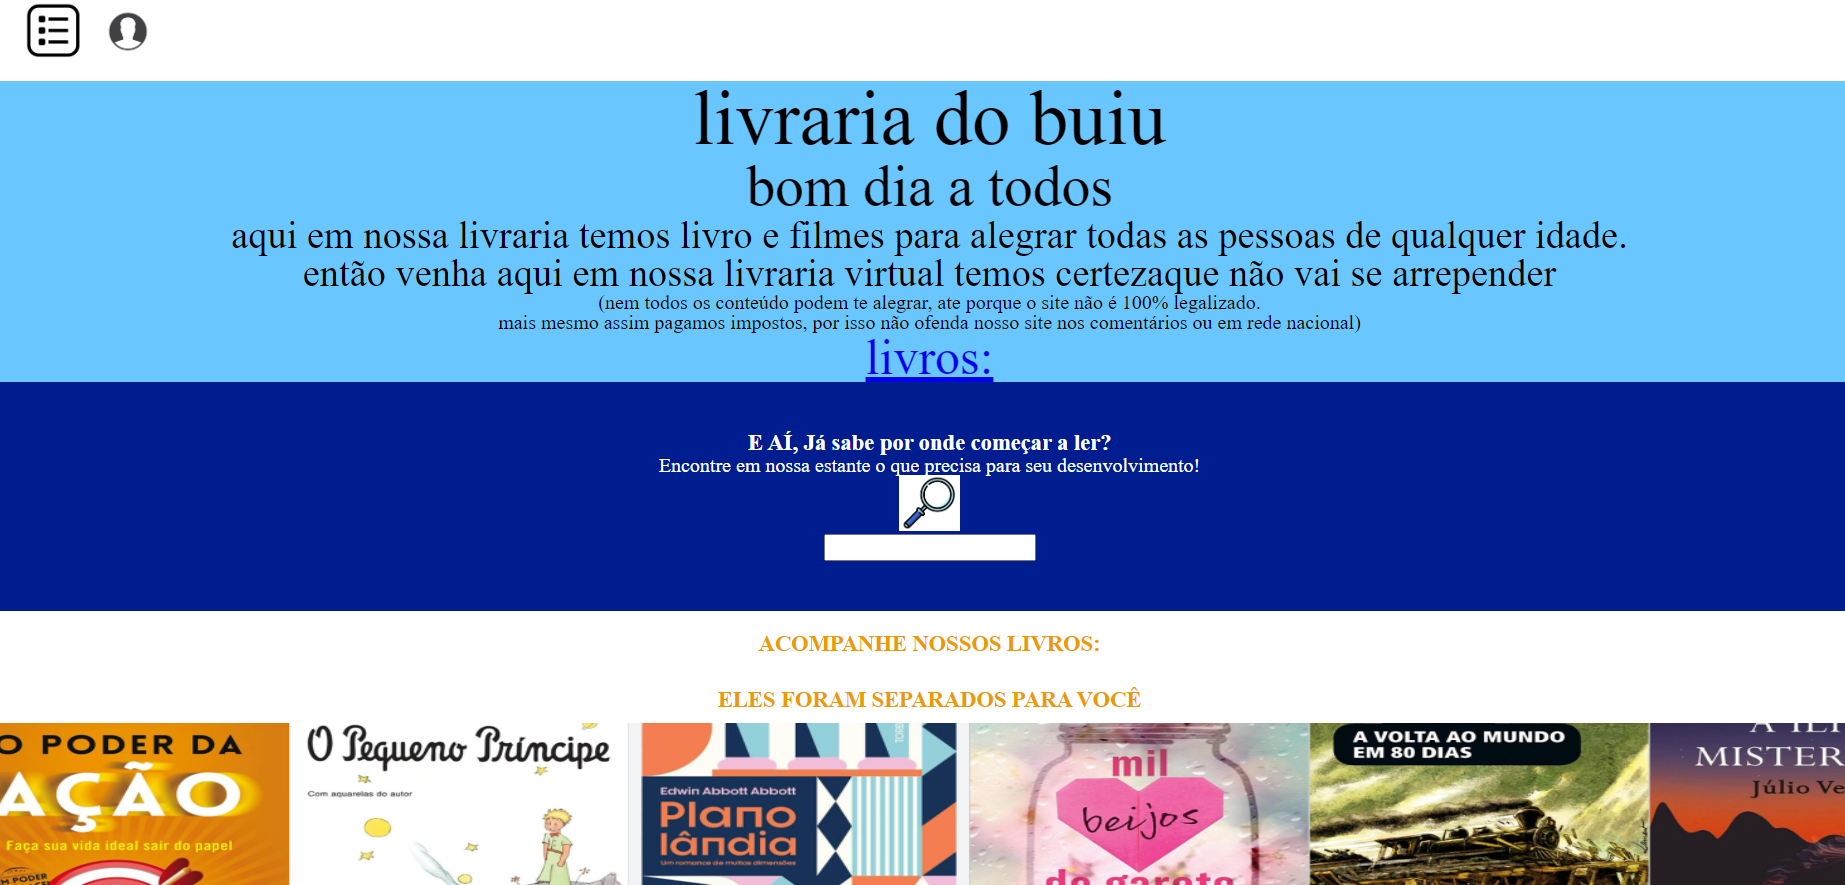 livraria do buiu
bom dia a todos
aqui em nossa livraria temos livro e filmes para alegrar todas as pessoas de qualquer idade.
então venha aqui em nossa livraria virtual temos certezaque não vai se arrepender
(nem todos os conteúdo podem te alegrar, ate porque o site não é 100% legalizado.
mais mesmo assim pagamos impostos, por isso não ofenda nosso site nos comentários ou em rede nacional)
livros:
E AÍ, Já sabe por onde começar a ler?
Encontre em nossa estante o que precisa para seu desenvolvimento!
ACOMPANHE NOSSOS LIVROS:
ELES FORAM SEPARADOS PARA VOCÊ
O PODER DA
AÇÃO
Faça sua vida ideal sair do papel
PODER
O Pequeno Príncipe
Com aquarelas do autor
Edwin Abbott Abbott
Plano
lândia
Um romance de muitas dimensões
mil
beijos
de garota
A VOLTA AO MUNDO
EM 80 DIAS
A
MISTER
Júlio Ve